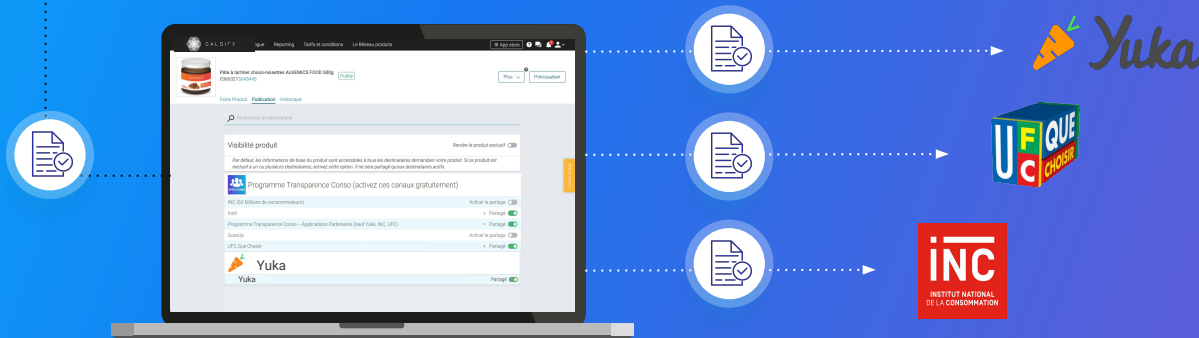 SALSIFY
ogue Reporting Tarifs et conditions Le Réseau produits
App store
Pâte à tartiner choco-noisettes ALKEMICS FOOD 500g
Publié
Plus
Prévisualiser
Fiche Produit Publication Historique
Rechercher un destinataire
Visibilité produit
Rendre le produit exclusif
Par défaut, les informations de base du produit sont accessibles à tous les destinataires demandant votre produit. Si ce produit est
exclusif à un ou plusieurs destinataires, activez cette option. Il ne sera partagé qu'aux destinataires actifs.
Programme Transparence Conso (activez ces canaux gratuitement)
INC (60 Millions de consommateurs)
Activer le partage
Partagé
Programme Transparence Conso – Applications Partenaires (sauf Yuka, INC, UFC)
Partagé
ScanUp
Activer le partage
UFC Que Choisir
Partagé
Yuka
Yuka
Partagé
Yuka
UFC
QUE
CHOISIR
iNC
INSTITUT NATIONAL
DE LA CONSOMMATION